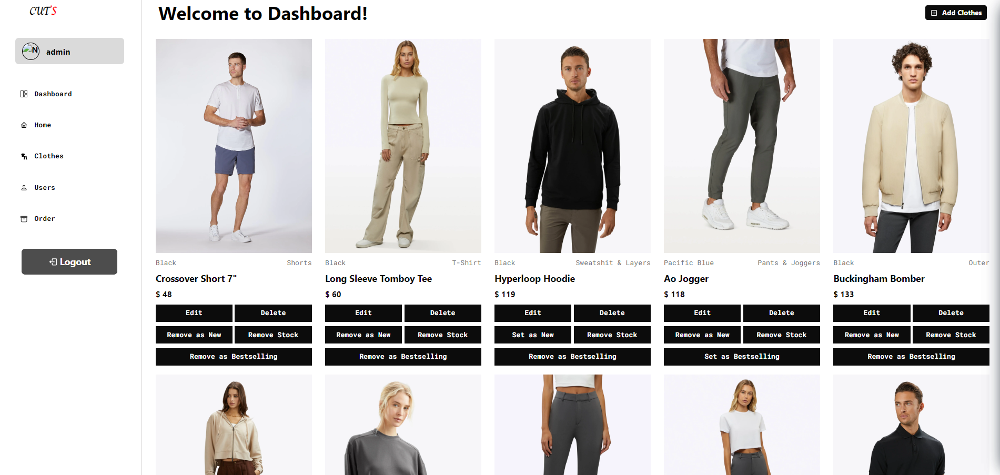 CUT'S
Welcome to Dashboard!
Add Clothes
N
admin
Dashboard
Home
Clothes
Users
Order
Logout
Black Shorts
Crossover Short 7"
$ 48
Edit Delete
Remove as New Remove Stock
Remove as Bestselling
Black T-Shirt
Long Sleeve Tomboy Tee
$ 60
Edit Delete
Remove as New Remove Stock
Remove as Bestselling
Black Sweatshit & Layers
Hyperloop Hoodie
$ 119
Edit Delete
Set as New Remove Stock
Remove as Bestselling
Pacific Blue Pants & Joggers
Ao Jogger
$ 118
Edit Delete
Remove as New Remove Stock
Set as Bestselling
Black Outer
Buckingham Bomber
$ 133
Edit Delete
Remove as New Remove Stock
Remove as Bestselling